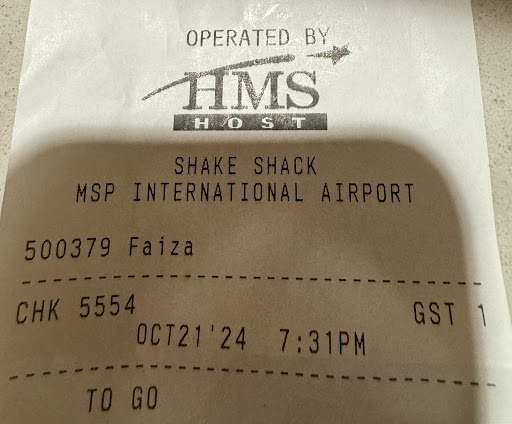 OPERATED BY
HMS
HOST
SHAKE SHACK
MSP INTERNATIONAL AIRPORT
500379 Faiza
CHK 5554 GST 1
OCT21'24 7:31PM
TO GO